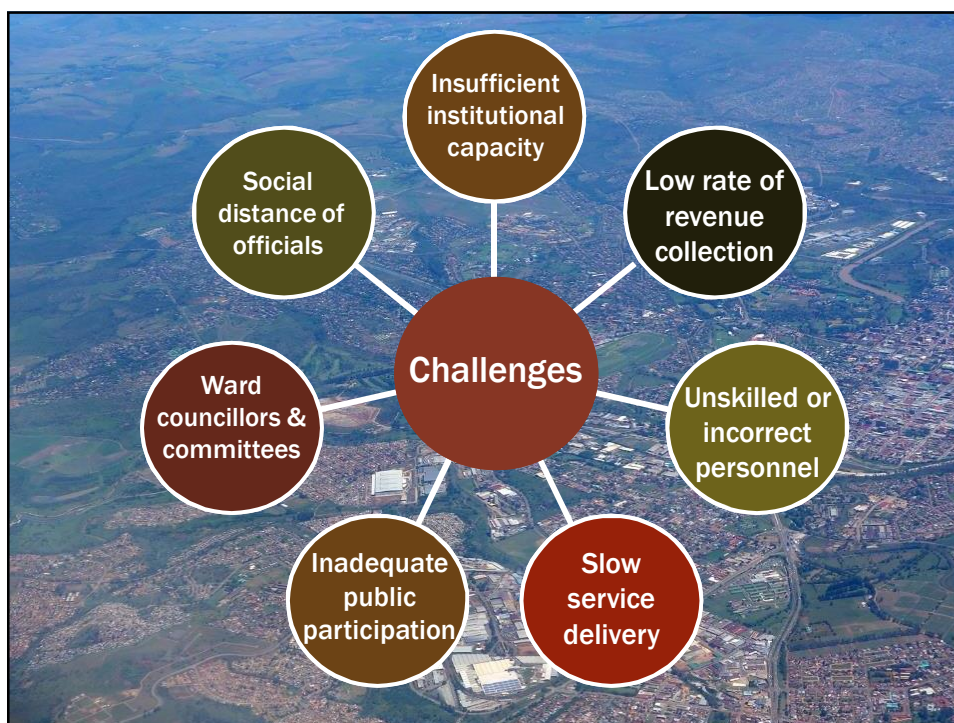 Insufficient
institutional
capacity
Low rate of
revenue
collection
Unskilled or
incorrect
personnel
Slow
service
delivery
Inadequate
public
participation
Ward
councillors &
committees
Social
distance of
officials
Challenges